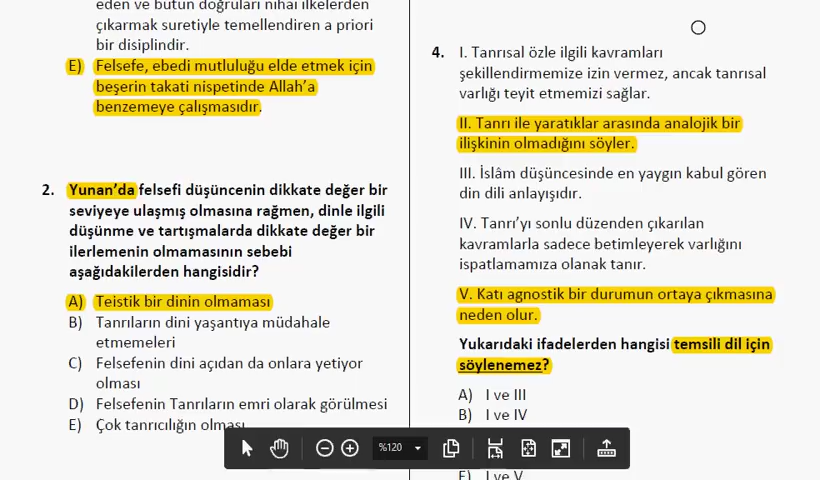 eden ve bütün doğruları nihai ilkelerden
çıkarmak suretiyle temellendiren a priori
bir disiplindir.
E) Felsefe, ebedi mutluluğu elde etmek için
beşerin takati nispetinde Allah’a
benzemeye çalışmasıdır.
2. Yunan’da felsefi düşüncenin dikkate değer bir
seviyeye ulaşmış olmasına rağmen, dinle ilgili
düşünme ve tartışmalarda dikkate değer bir
ilerlemenin olmamasının sebebi
aşağıdakilerden hangisidir?
A) Teistik bir dinin olmaması
B) Tanrıların dini yaşantıya müdahale
etmemeleri
C) Felsefenin dini açıdan da onlara yetiyor
olması
D) Felsefenin Tanrıların emri olarak görülmesi
E) Çok tanrıcılığın olması
4. I. Tanrısal özle ilgili kavramları
şekillendirmemize izin vermez, ancak tanrısal
varlığı teyit etmemizi sağlar.
II. Tanrı ile yaratıklar arasında analojik bir
ilişkinin olmadığını söyler.
III. İslâm düşüncesinde en yaygın kabul gören
din dili anlayışıdır.
IV. Tanrı’yı sonlu düzenden çıkarılan
kavramlarla sadece betimleyerek varlığını
ispatlamamıza olanak tanır.
V. Katı agnostik bir durumun ortaya çıkmasına
neden olur.
Yukarıdaki ifadelerden hangisi temsili dil için
söylenemez?
A) I ve III
B) I ve IV
E) I ve V
%120